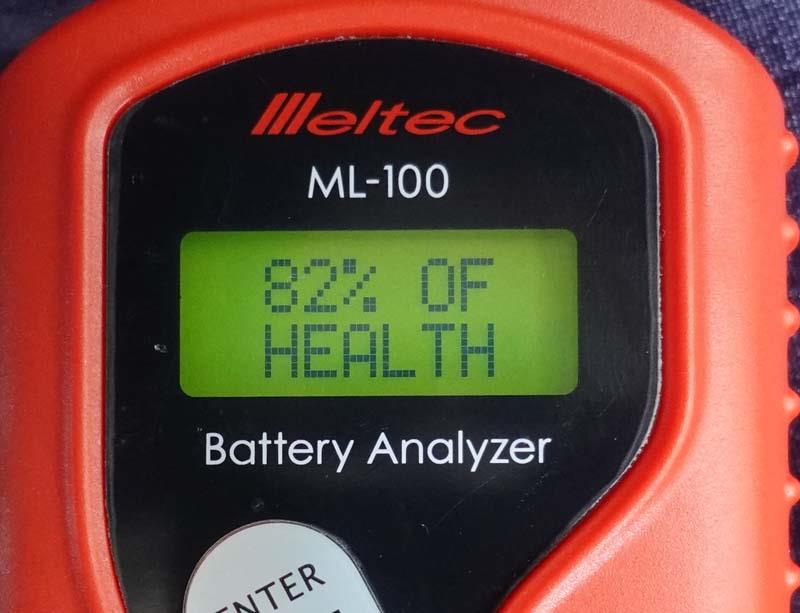 Meltec
ML-100
82% OF
HEALTH
Battery Analyzer
ENTER